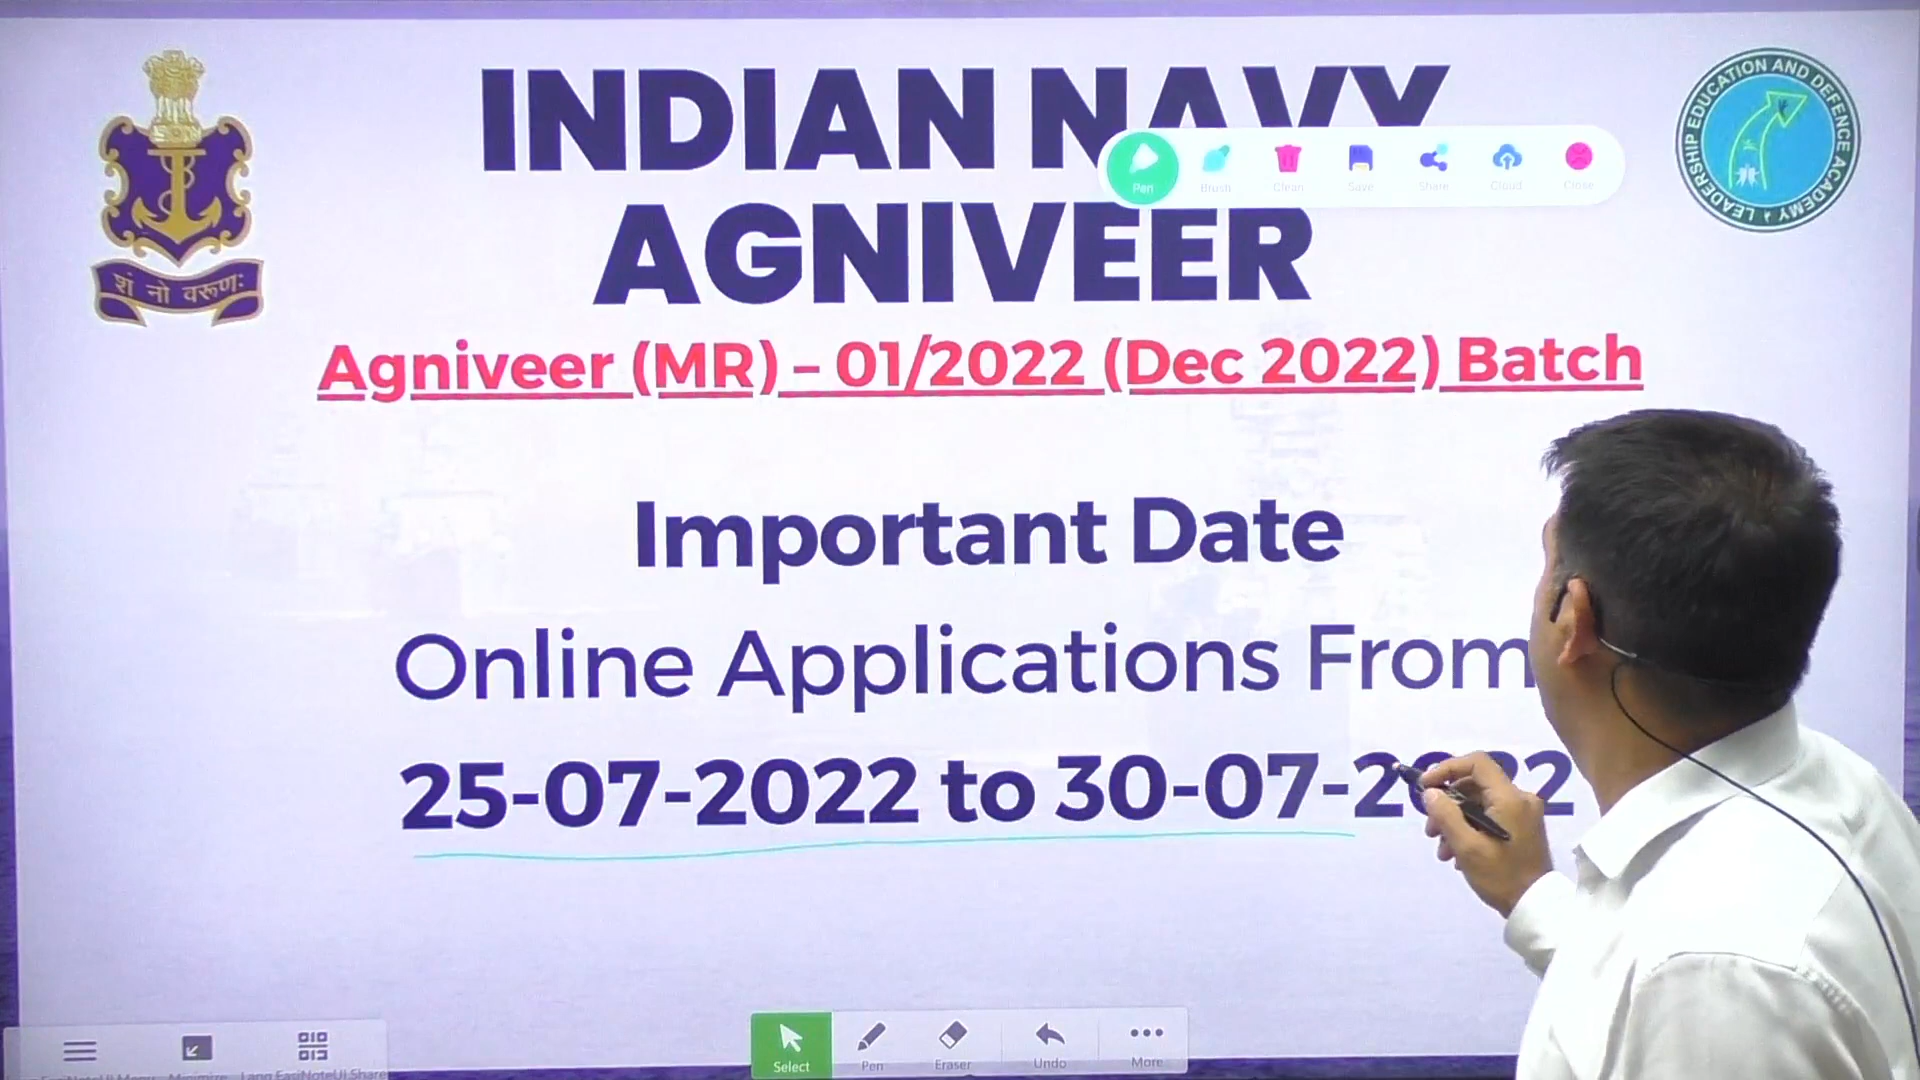 INDIAN NAVY
AGNIVEER
Agniveer (MR) – 01/2022 (Dec 2022) Batch
Important Date
Online Applications From
25-07-2022 to 30-07-2022
शं नो वरूणः
LEADERSHIP EDUCATION AND DEFENCE ACADEMY
Pen Brush Clean Save Share Cloud Close
Select Pen Eraser Undo More